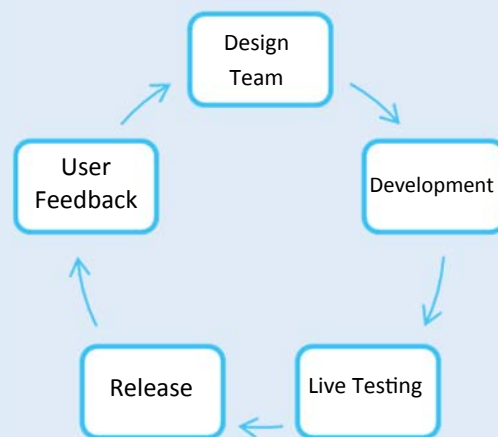 Design
Team
Development
Live Testing
Release
User
Feedback